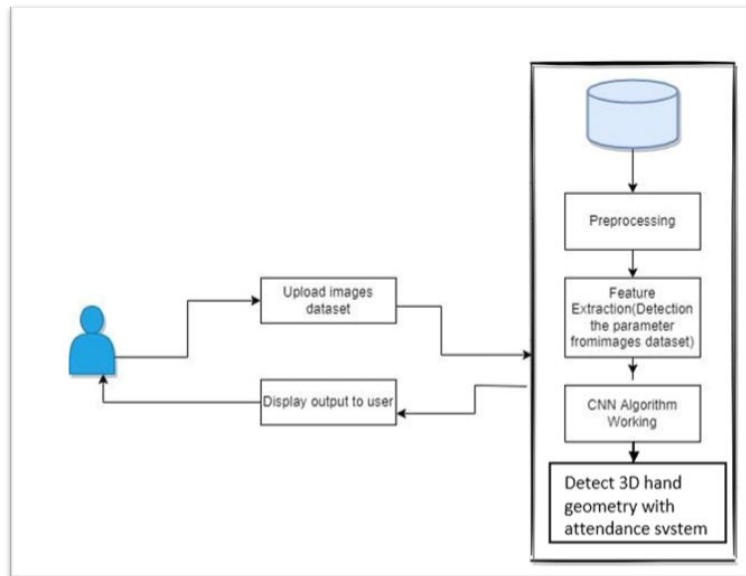 Preprocessing
Upload images
dataset
Feature
Extraction(Detection
the parameter
fromimages dataset)
Display output to user
CNN Algorithm
Working
Detect 3D hand
geometry with
attendance system